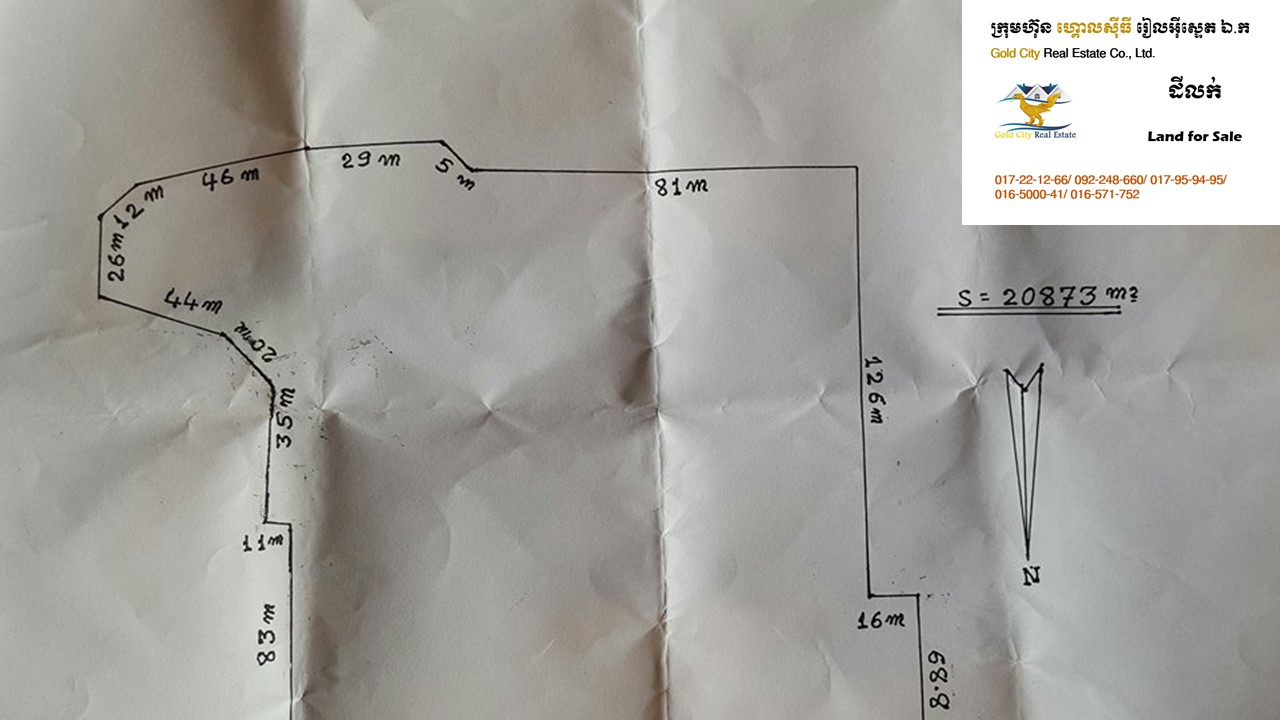 ក្រុមហ៊ុន ហ្គោលស៊ីធី រៀលអ៊ីស្ទេត ឯ.ក
Gold City Real Estate Co., Ltd.
ដីលក់
Gold City Real Estate
Land for Sale
017-22-12-66/ 092-248-660/ 017-95-94-95/
016-5000-41/ 016-571-752
46 m
29 m
5 m
81 m
12 m
26 m
44 m
20 m
35 m
11 m
83 m
126 m
16 m
68.8
S = 20873 m²
N